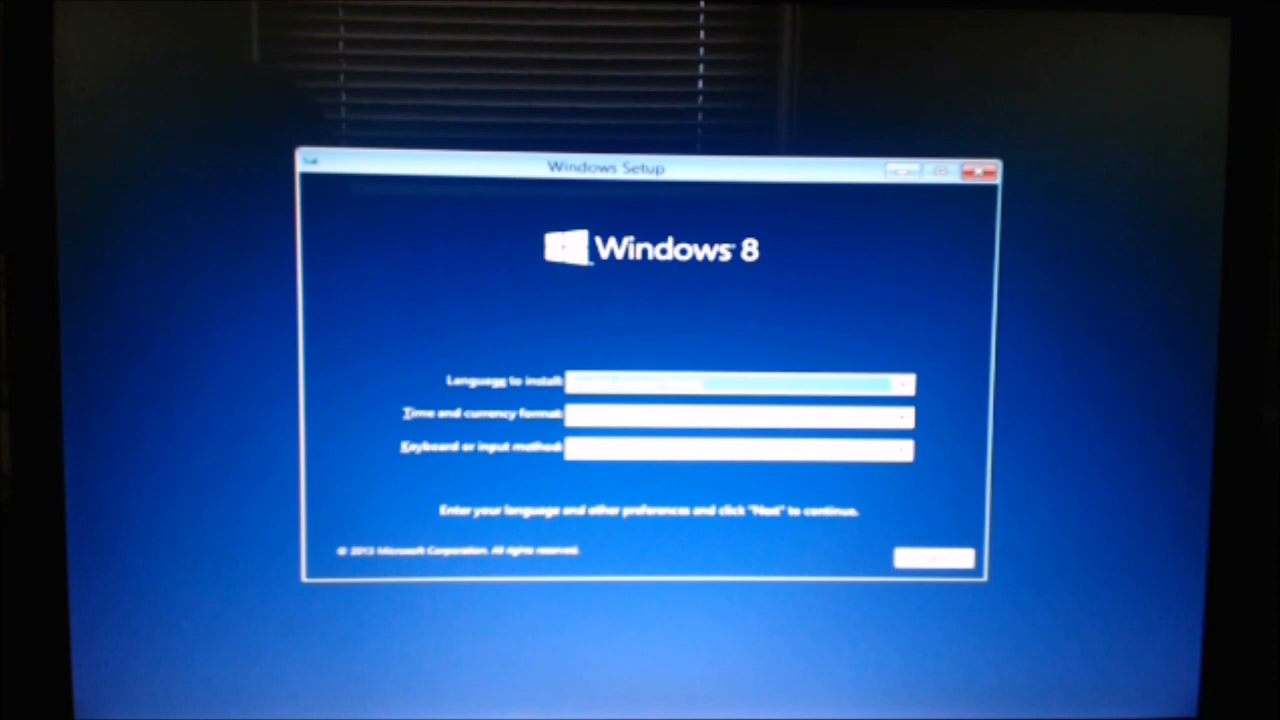 Windows Setup
Windows 8
Language to install:
Time and currency format:
Keyboard or input method:
Enter your language and other preferences and click "Next" to continue.
© 2013 Microsoft Corporation. All rights reserved.